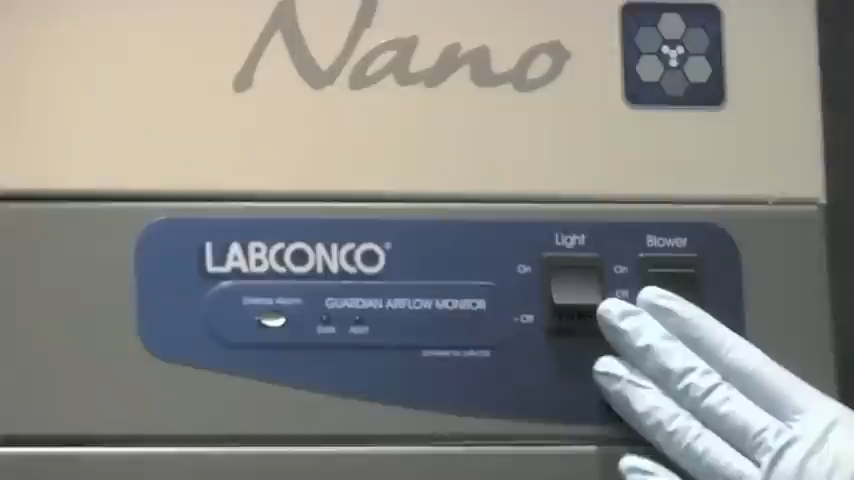 Nano
LABCONCO®
Light
Blower
On
On
Off
- Off
GUARDIAN AIRFLOW MONITOR